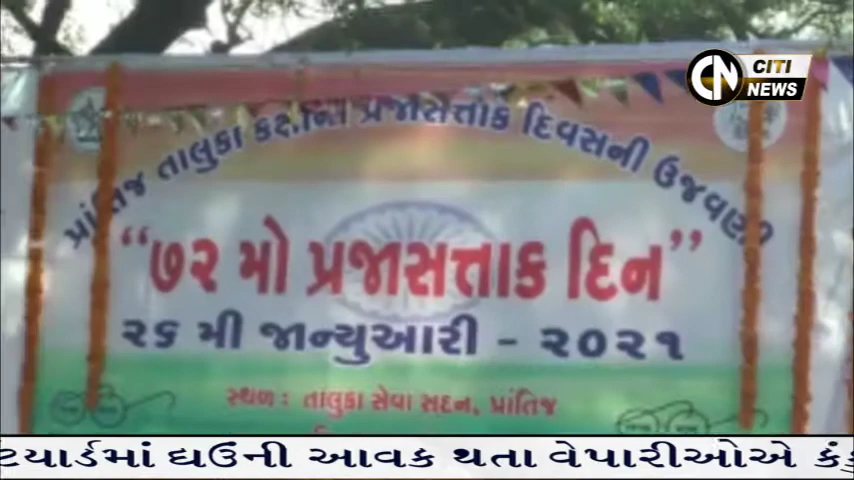 CN CITI NEWS
પ્રાંતિજ તાલુકા કક્ષાના પ્રજાસત્તાક દિવસની ઉજવણી
“૭૨ મો પ્રજાસત્તાક દિન”
૨૬ મી જાન્યુઆરી - ૨૦૨૧
સ્થળ : તાલુકા સેવા સદન, પ્રાંતિજ
ટયાર્ડમાં ઘઉંની આવક થતા વેપારીઓએ